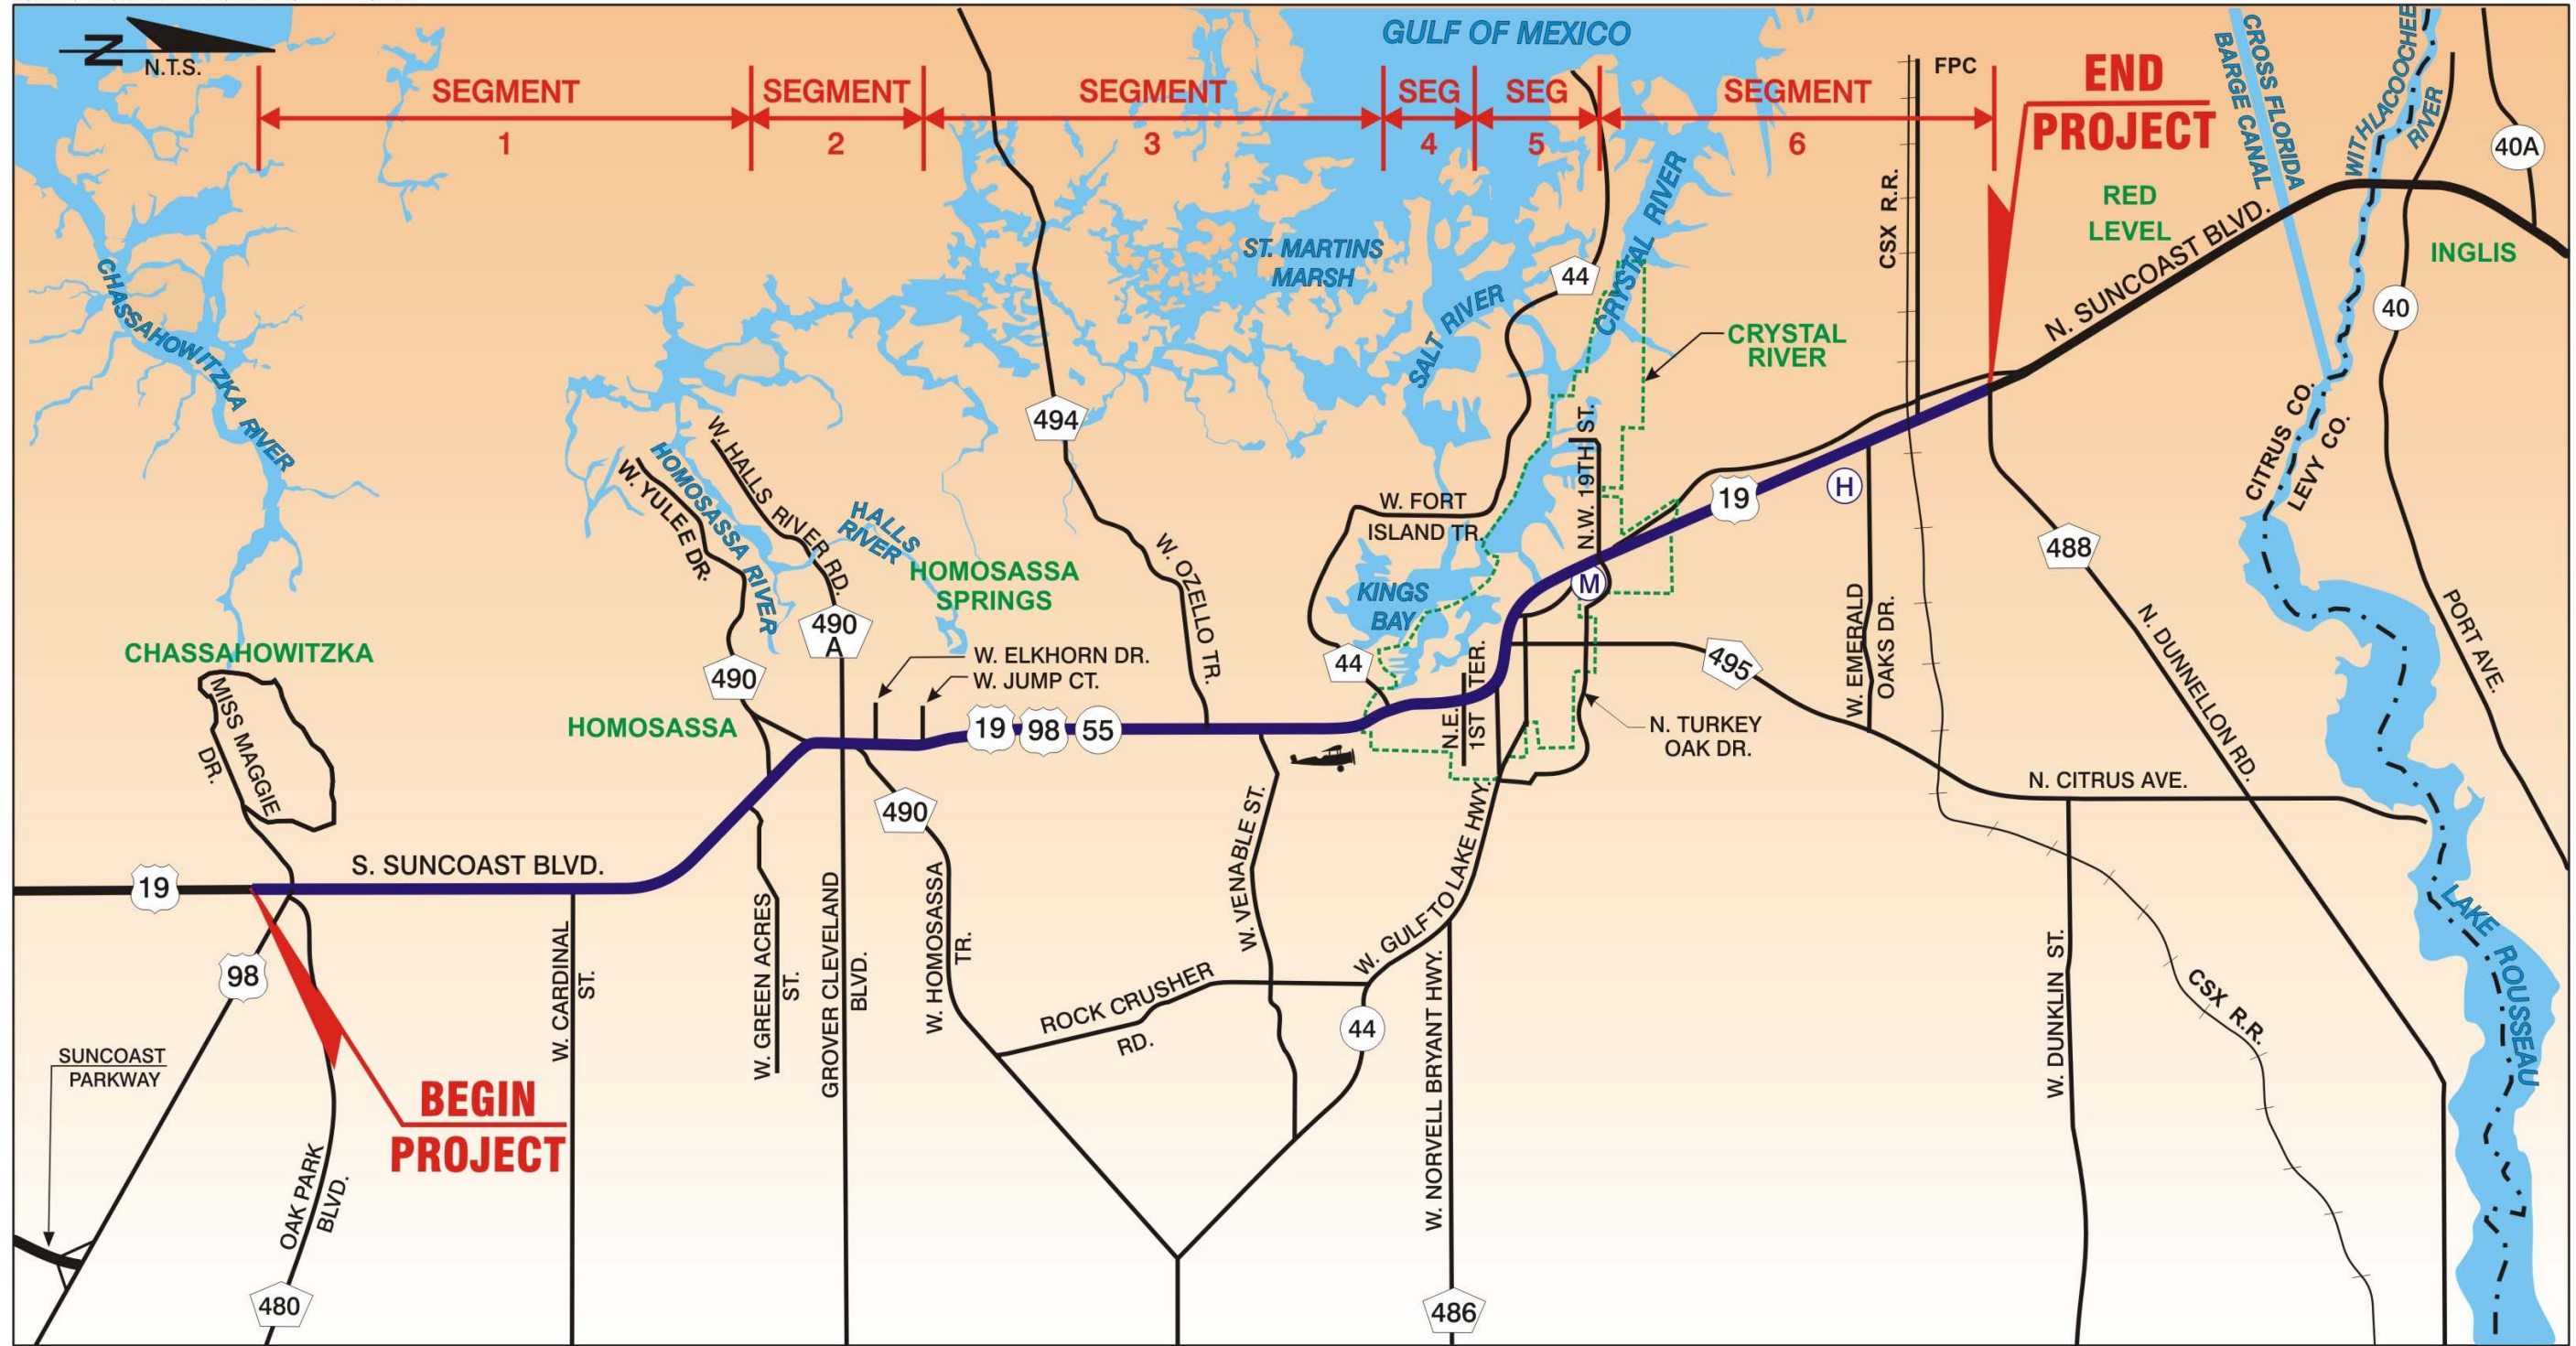 N
N.T.S.
GULF OF MEXICO
SEGMENT
1
SEGMENT
2
SEGMENT
3
SEG
4
SEG
5
SEGMENT
6
FPC
CSX R.R.
END
PROJECT
RED
LEVEL
CROSS FLORIDA
BARGE CANAL
WITHLACOOCHEE
RIVER
40A
INGLIS
40
N. SUNCOAST BLVD.
CHASSAHOWITZKA RIVER
ST. MARTINS
MARSH
SALT RIVER
CRYSTAL RIVER
44
CRYSTAL
RIVER
494
W. HALLS RIVER RD.
W. YULEE DR.
HOMOSASSA RIVER
HALLS
RIVER
HOMOSASSA
SPRINGS
W. OZELLO TR.
W. FORT
ISLAND TR.
KINGS
BAY
N.W. 19TH ST.
M
19
H
488
CITRUS CO.
LEVY CO.
PORT AVE.
N. DUNNELLON RD.
W. EMERALD
OAKS DR.
495
44
N.E.
1ST TER.
N. TURKEY
OAK DR.
490
A
490
W. ELKHORN DR.
W. JUMP CT.
CHASSAHOWITZKA
MISS MAGGIE
DR.
HOMOSASSA
19
98
55
490
N. CITRUS AVE.
19
S. SUNCOAST BLVD.
98
SUNCOAST
PARKWAY
BEGIN
PROJECT
OAK PARK
BLVD.
480
W. CARDINAL
ST.
W. GREEN ACRES
ST.
GROVER CLEVELAND
BLVD.
W. HOMOSASSA
TR.
ROCK CRUSHER
RD.
W. VENABLE ST.
W. GULF TO LAKE HWY.
44
W. NORVELL BRYANT HWY.
486
W. DUNKLIN ST.
CSX R.R.
LAKE ROUSSEAU